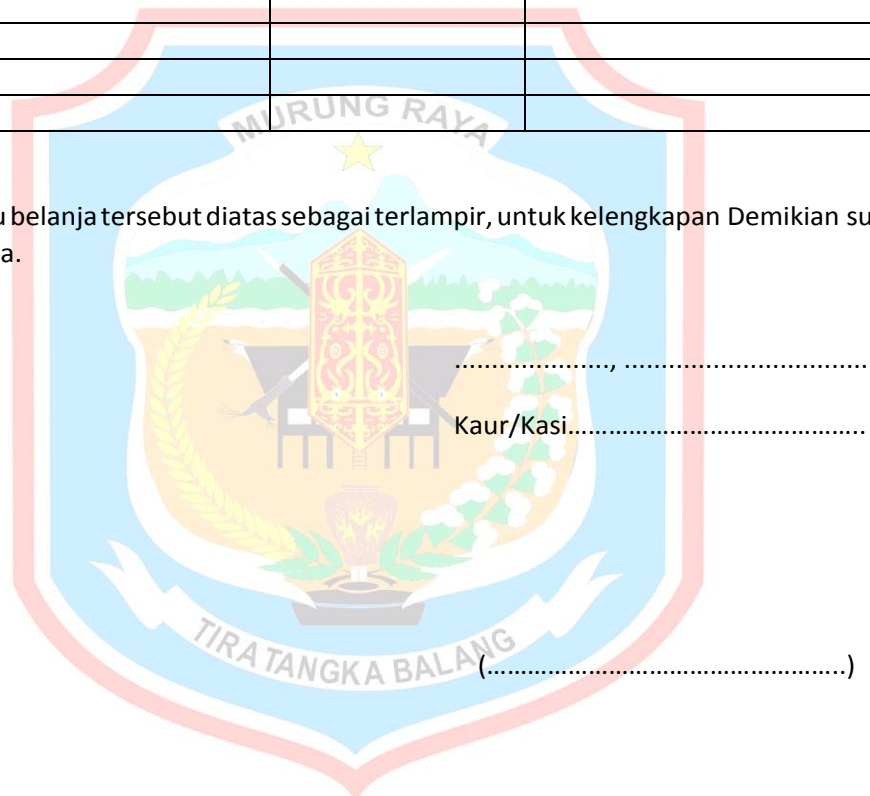 MURUNG RAYA
u belanja tersebut diatas sebagai terlampir, untuk kelengkapan Demikian su
a.
...................., ................................
Kaur/Kasi............................................
TIRA TANGKA BALANG
(.....................................................)